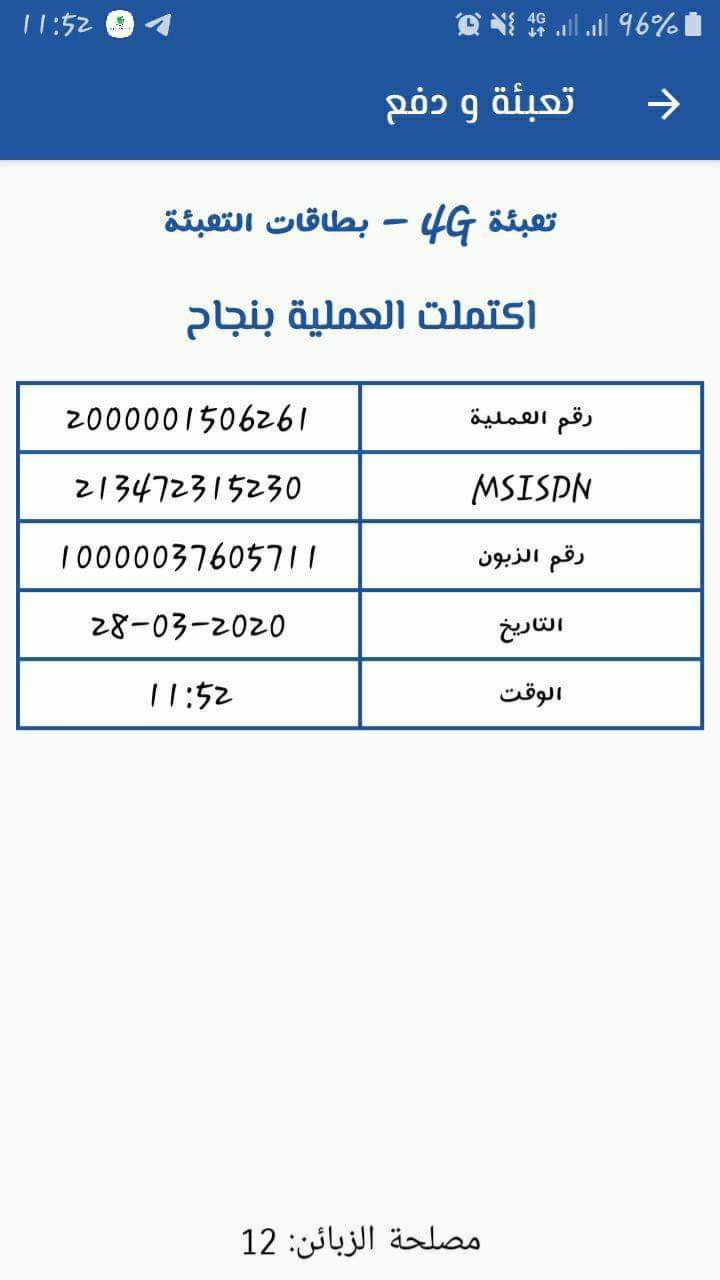 11:52 4G 96%
تعبئة و دفع
تعبئة 4G – بطاقات التعبئة
اكتملت العملية بنجاح
رقم العملية 2000001506261
MSISDN 213472315230
رقم الزبون 10000037605711
التاريخ 28-03-2020
الوقت 11:52
مصلحة الزبائن: 12